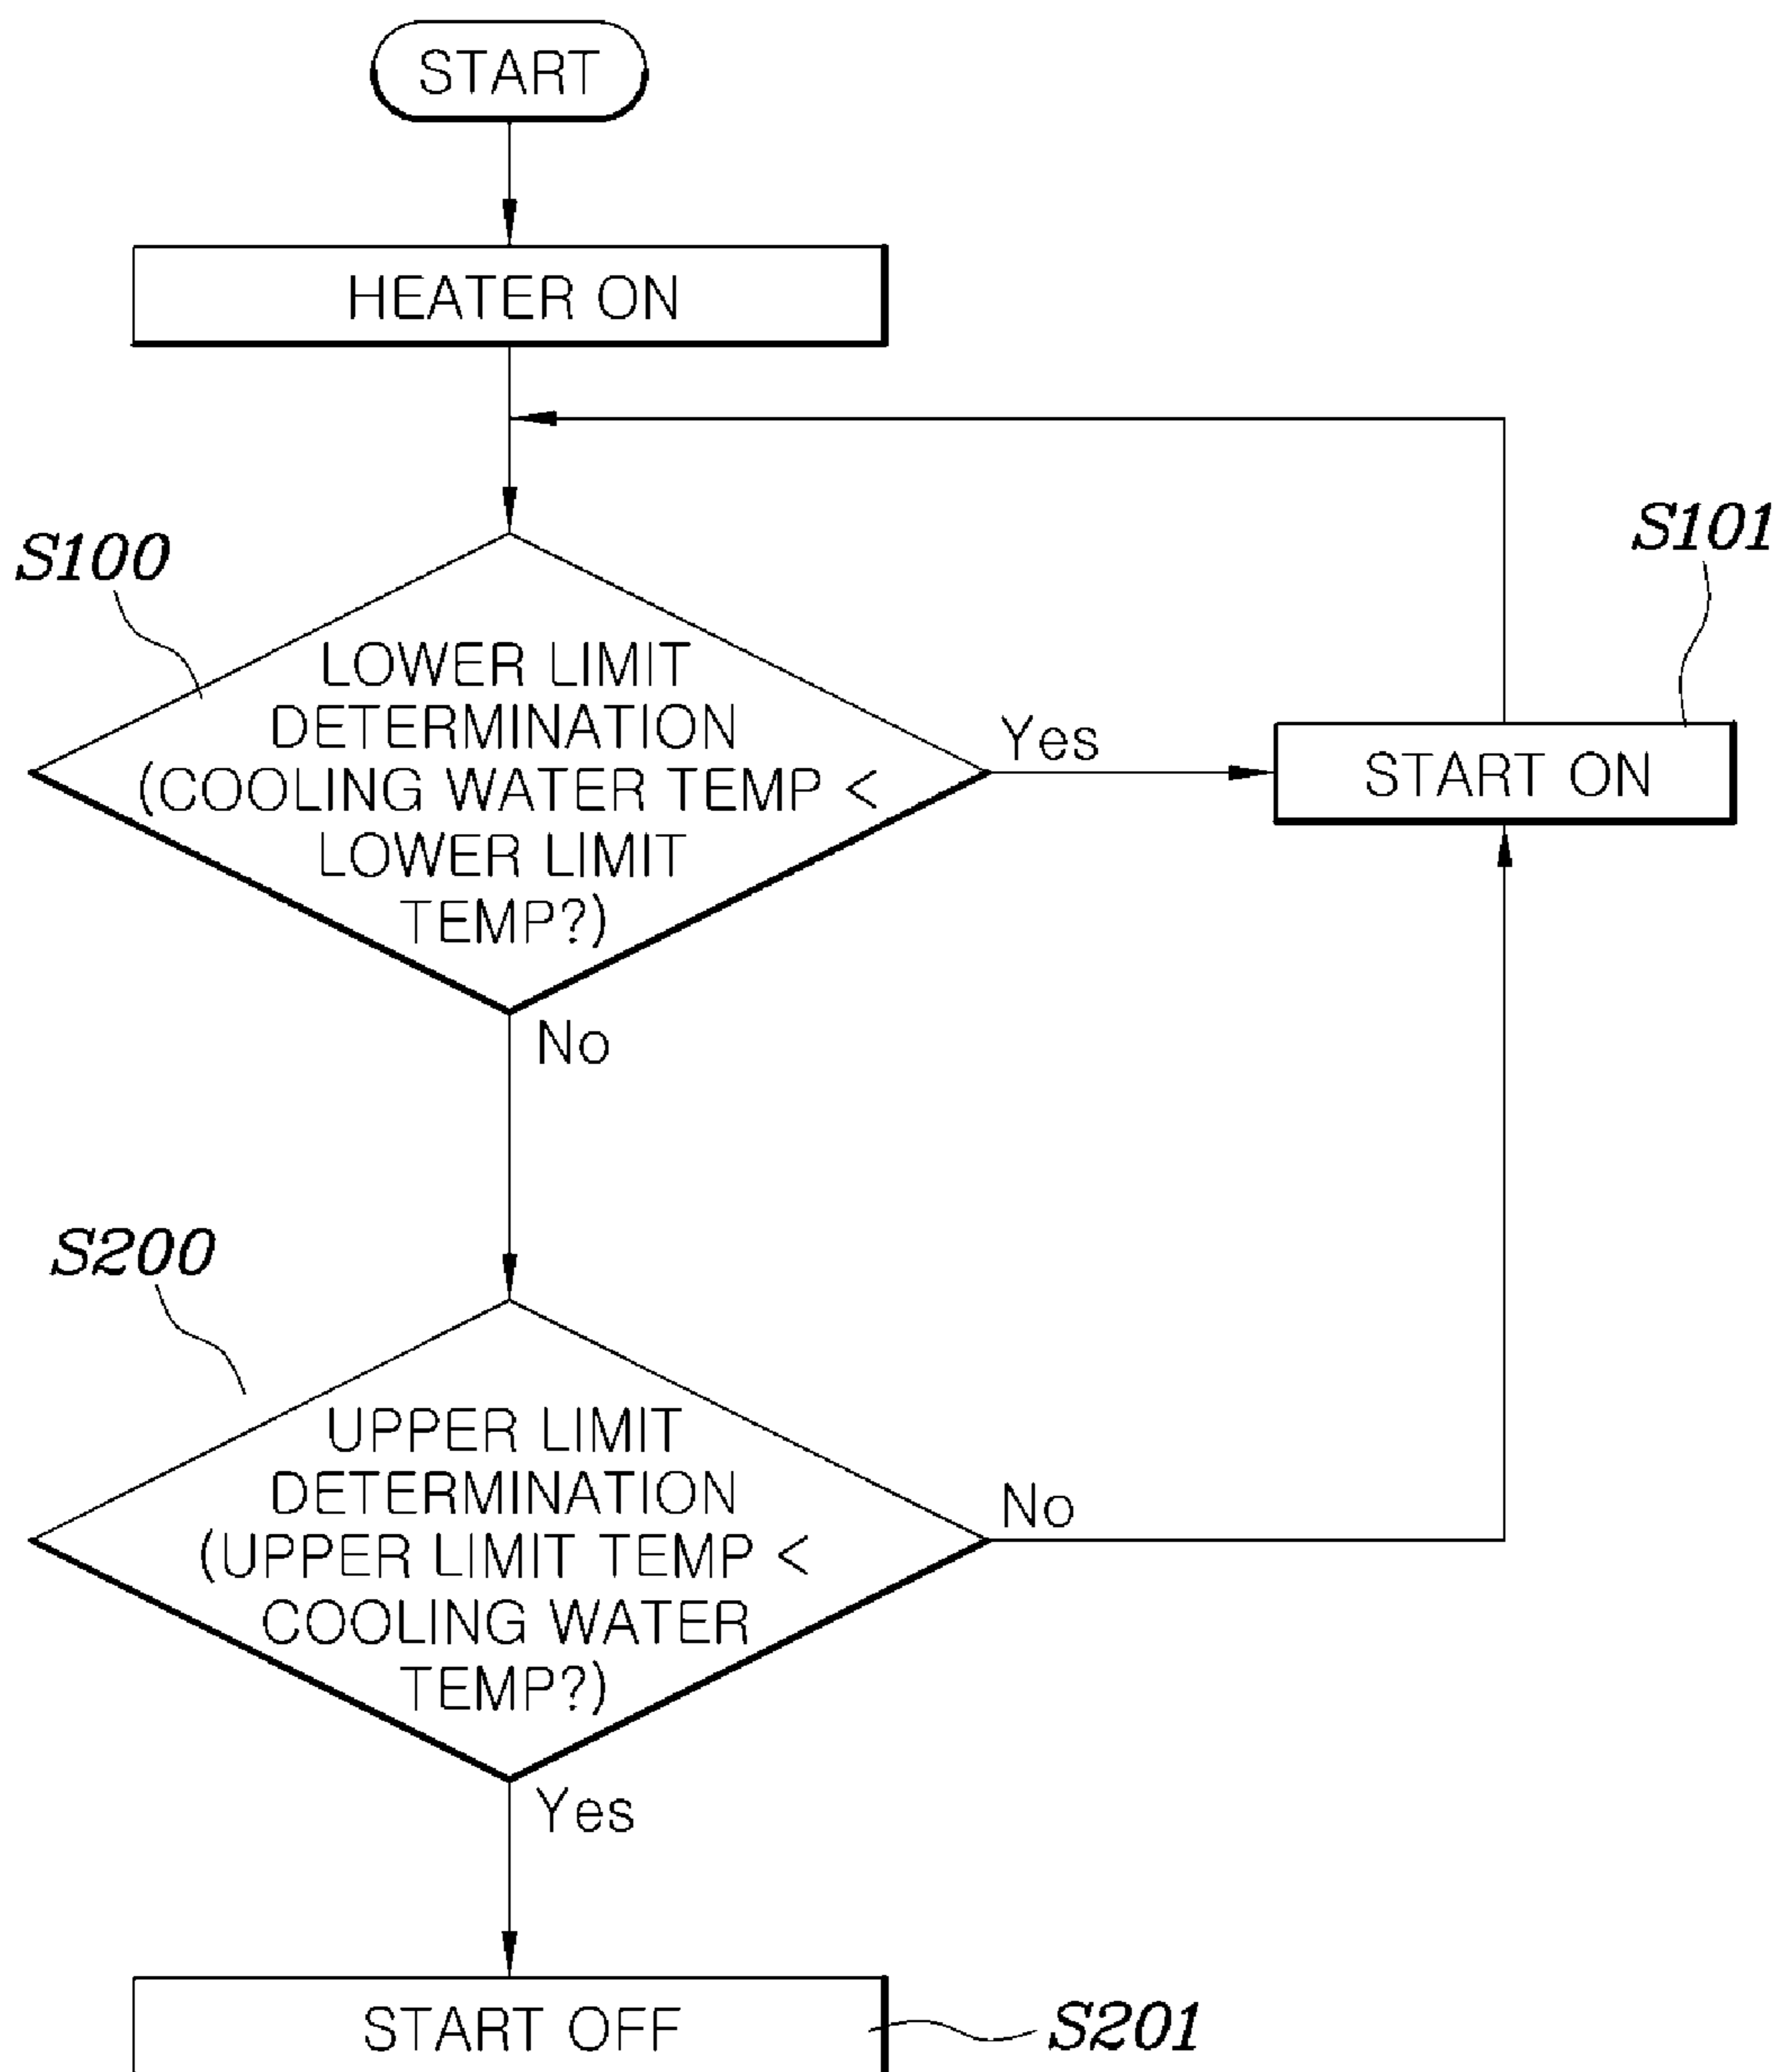 START
HEATER ON
S100
S101
LOWER LIMIT
DETERMINATION
(COOLING WATER TEMP <
LOWER LIMIT
TEMP?)
Yes
START ON
No
S200
UPPER LIMIT
DETERMINATION
(UPPER LIMIT TEMP <
COOLING WATER
TEMP?)
No
Yes
START OFF
S201